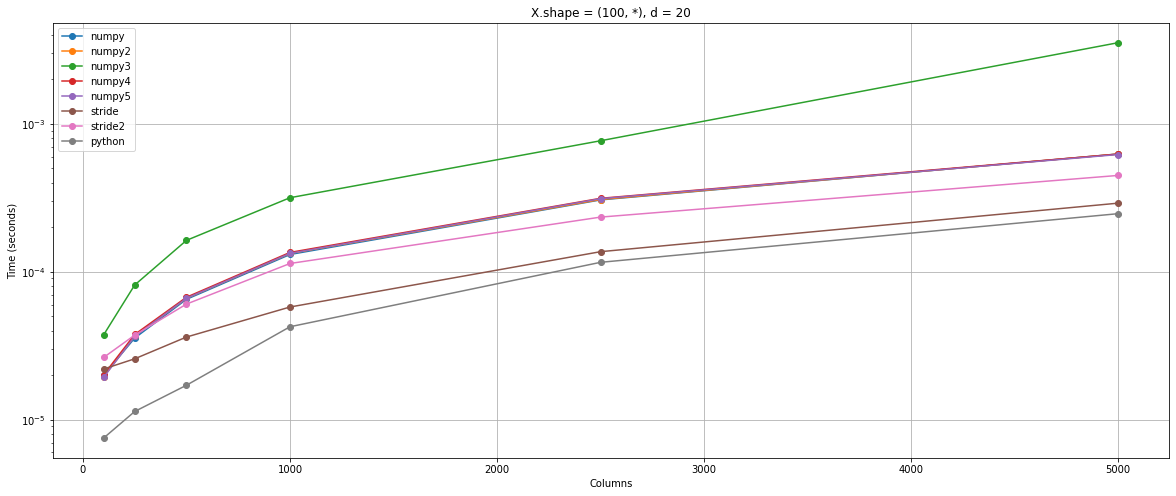 X.shape = (100, *), d = 20
numpy
numpy2
numpy3
numpy4
numpy5
stride
stride2
python
Time (seconds)
10⁻³
10⁻⁴
10⁻⁵
0
1000
2000
3000
4000
5000
Columns